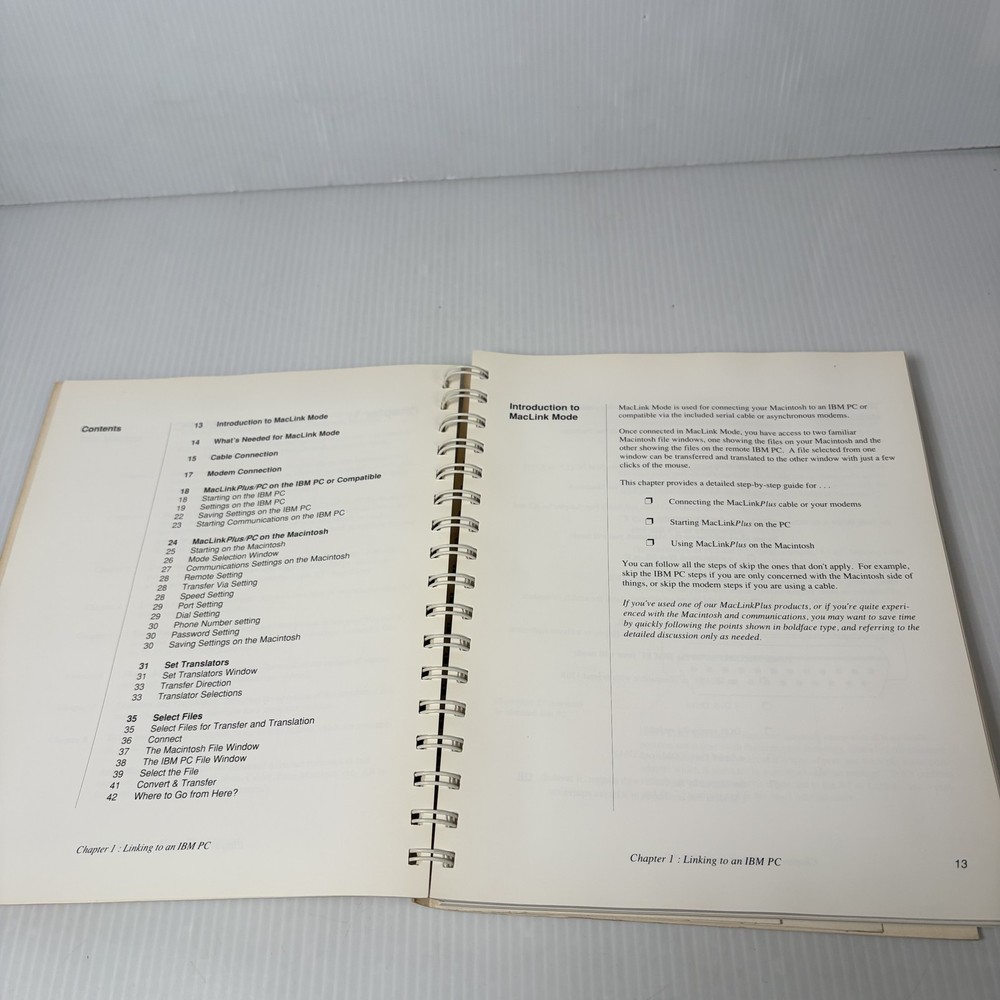 Contents
13 Introduction to MacLink Mode
14 What's Needed for MacLink Mode
15 Cable Connection
17 Modem Connection
18 MacLinkPlus/PC on the IBM PC or Compatible
18 Starting on the IBM PC
19 Settings on the IBM PC
22 Saving Settings on the IBM PC
23 Starting Communications on the IBM PC
24 MacLinkPlus/PC on the Macintosh
25 Starting on the Macintosh
26 Mode Selection Window
27 Communications Settings on the Macintosh
28 Remote Setting
28 Transfer Via Setting
28 Speed Setting
29 Port Setting
29 Dial Setting
30 Phone Number setting
30 Password Setting
30 Saving Settings on the Macintosh
31 Set Translators
31 Set Translators Window
33 Transfer Direction
33 Translator Selections
35 Select Files
35 Select Files for Transfer and Translation
36 Connect
37 The Macintosh File Window
38 The IBM PC File Window
39 Select the File
41 Convert & Transfer
42 Where to Go from Here?
Chapter 1 : Linking to an IBM PC
Introduction to
MacLink Mode
MacLink Mode is used for connecting your Macintosh to an IBM PC or
compatible via the included serial cable or asynchronous modems.
Once connected in MacLink Mode, you have access to two familiar
Macintosh file windows, one showing the files on your Macintosh and the
other showing the files on the remote IBM PC. A file selected from one
window can be transferred and translated to the other window with just a few
clicks of the mouse.
This chapter provides a detailed step-by-step guide for . . .
❒ Connecting the MacLinkPlus cable or your modems
❒ Starting MacLinkPlus on the PC
❒ Using MacLinkPlus on the Macintosh
You can follow all the steps of skip the ones that don't apply. For example,
skip the IBM PC steps if you are only concerned with the Macintosh side of
things, or skip the modem steps if you are using a cable.
If you've used one of our MacLinkPlus products, or if you're quite experi-
enced with the Macintosh and communications, you may want to save time
by quickly following the points shown in boldface type, and referring to the
detailed discussion only as needed.
Chapter 1 : Linking to an IBM PC
13